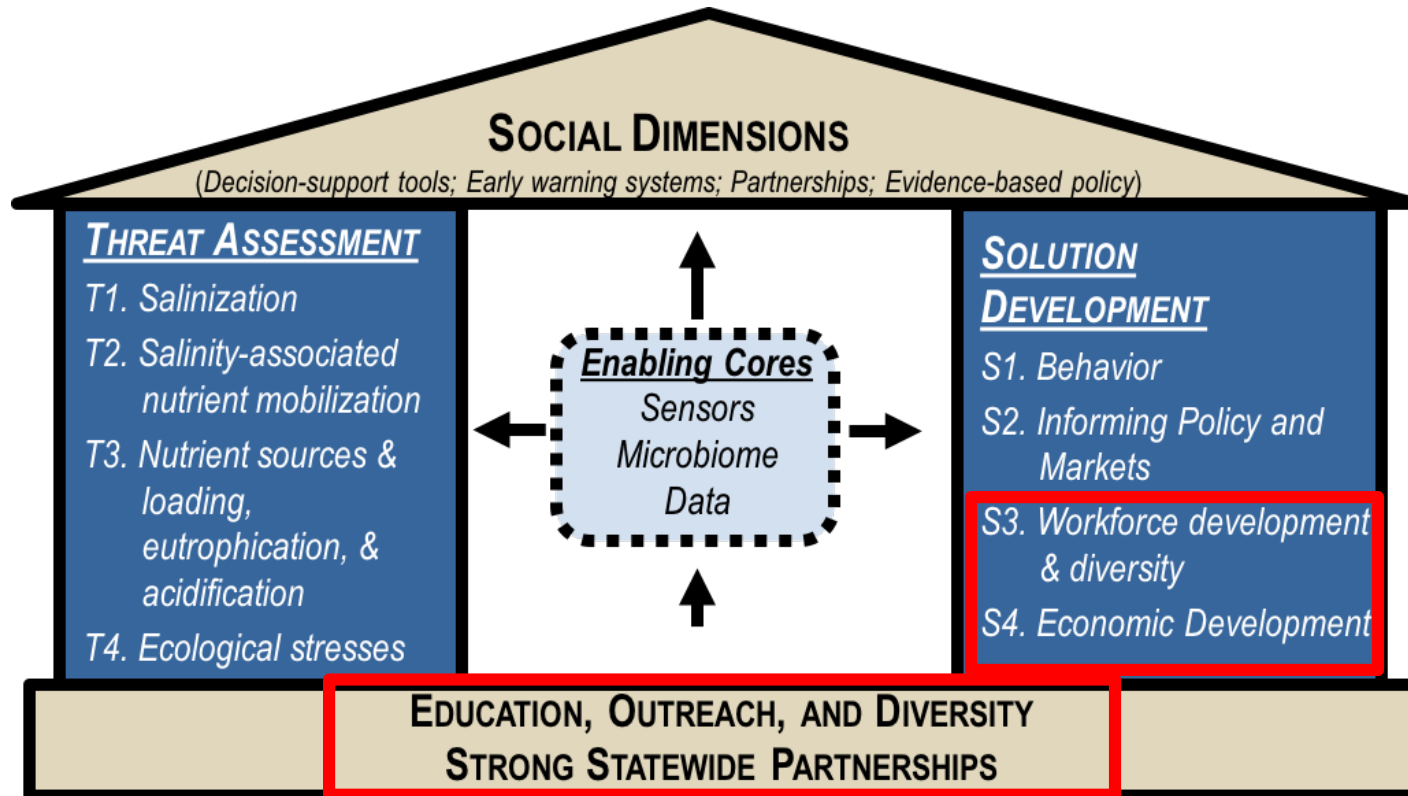 SOCIAL DIMENSIONS
(Decision-support tools; Early warning systems; Partnerships; Evidence-based policy)
THREAT ASSESSMENT
T1. Salinization
T2. Salinity-associated
nutrient mobilization
T3. Nutrient sources &
loading,
eutrophication, &
acidification
T4. Ecological stresses
Enabling Cores
Sensors
Microbiome
Data
SOLUTION
DEVELOPMENT
S1. Behavior
S2. Informing Policy and
Markets
S3. Workforce development
& diversity
S4. Economic Development
EDUCATION, OUTREACH, AND DIVERSITY
STRONG STATEWIDE PARTNERSHIPS